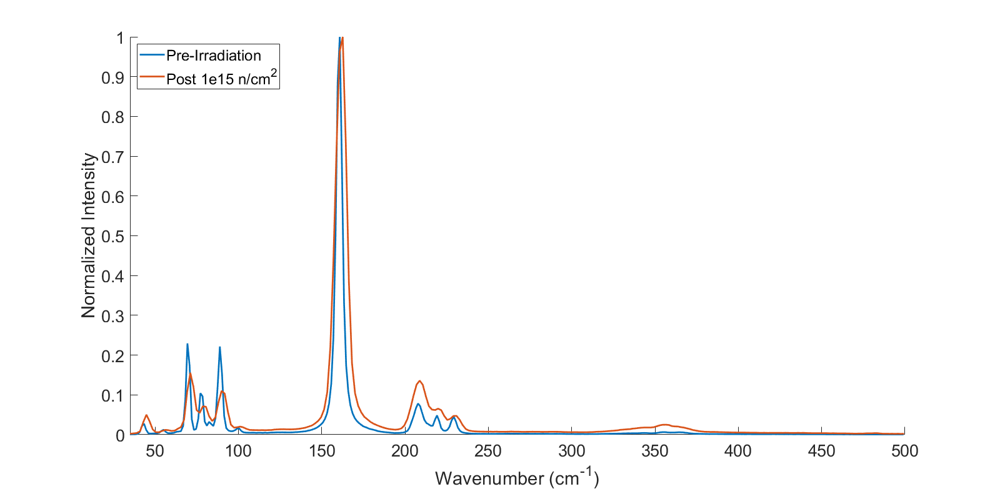 1
0.9
0.8
0.7
0.6
0.5
0.4
0.3
0.2
0.1
0
Normalized Intensity
Pre-Irradiation
Post 1e15 n/cm²
50 100 150 200 250 300 350 400 450 500
Wavenumber (cm⁻¹)